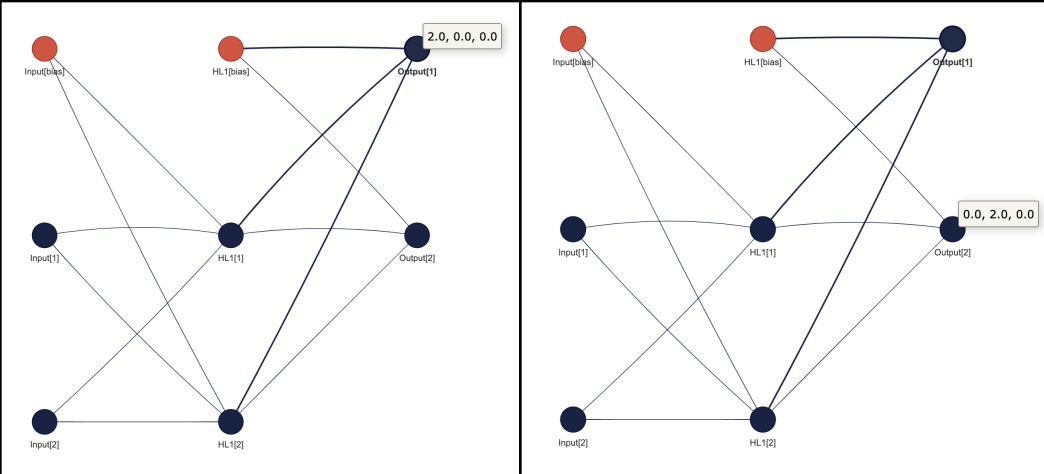 2.0, 0.0, 0.0
Input[bias]
HL1[bias]
Output[1]
Input[1]
HL1[1]
Output[2]
Input[2]
HL1[2]
Input[bias]
HL1[bias]
Output[1]
0.0, 2.0, 0.0
Input[1]
HL1[1]
Output[2]
Input[2]
HL1[2]